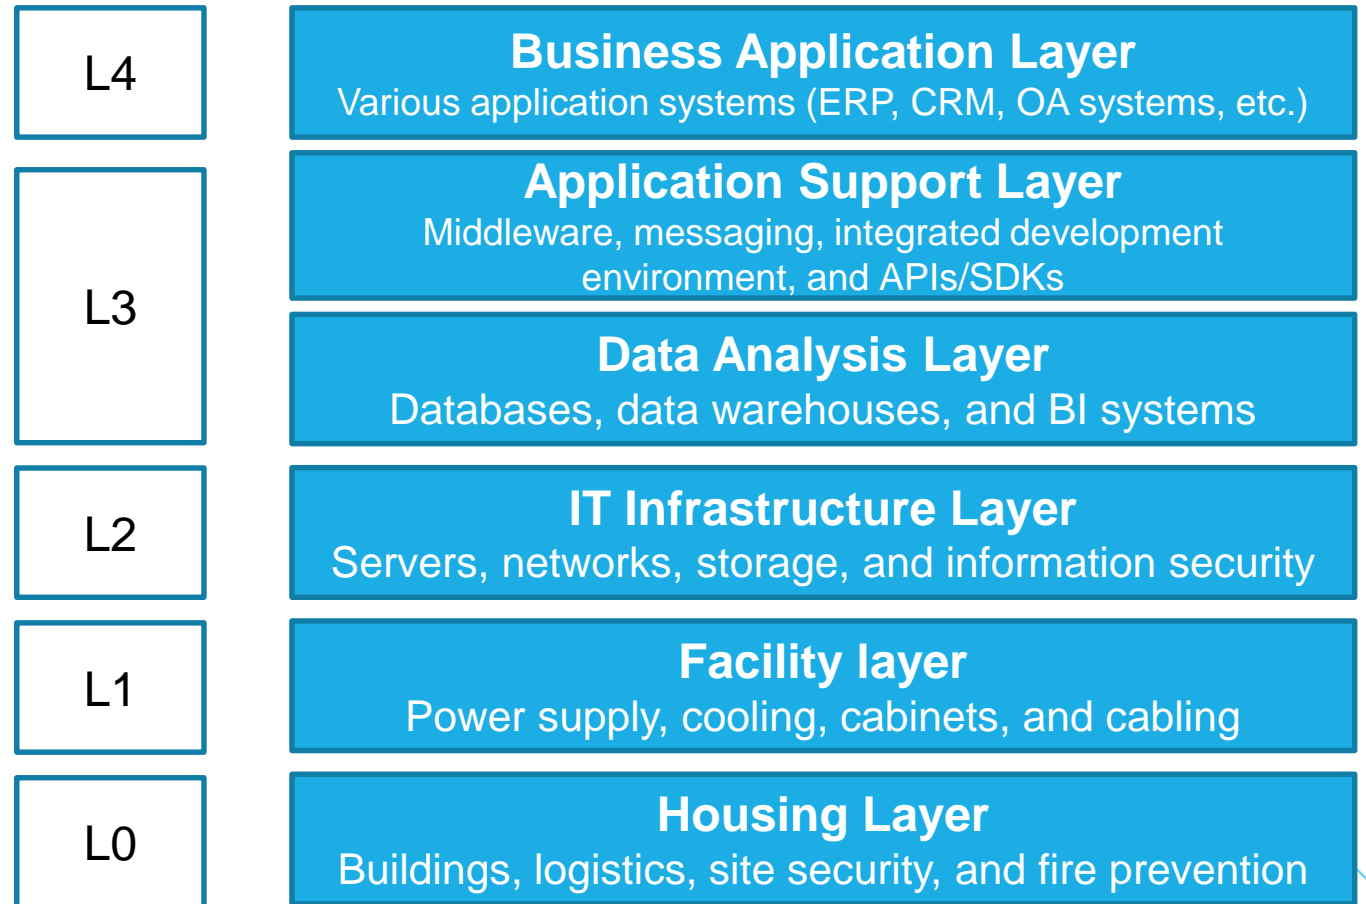 L4
Business Application Layer
Various application systems (ERP, CRM, OA systems, etc.)
L3
Application Support Layer
Middleware, messaging, integrated development
environment, and APIs/SDKs
Data Analysis Layer
Databases, data warehouses, and BI systems
L2
IT Infrastructure Layer
Servers, networks, storage, and information security
L1
Facility layer
Power supply, cooling, cabinets, and cabling
L0
Housing Layer
Buildings, logistics, site security, and fire prevention